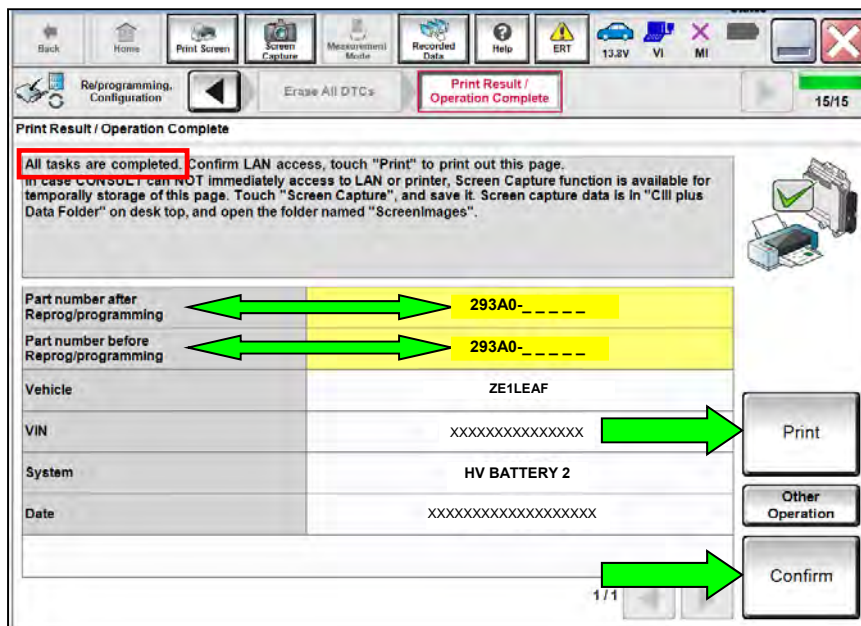 Back
Home
Print Screen
Screen
Capture
Measurement
Mode
Recorded
Data
Help
ERT
13.2V
VI
MI
Re/programming,
Configuration
Erase All DTCs
Print Result /
Operation Complete
15/15
Print Result / Operation Complete
All tasks are completed. Confirm LAN access, touch "Print" to print out this page.
In case CONSULT can NOT immediately access to LAN or printer, Screen Capture function is available for
temporally storage of this page. Touch "Screen Capture", and save it. Screen capture data is in "CIII plus
Data Folder" on desk top, and open the folder named "ScreenImages".
Part number after
Reprog/programming
293A0-_ _ _ _ _
Part number before
Reprog/programming
293A0-_ _ _ _ _
Vehicle
ZE1LEAF
VIN
XXXXXXXXXXXXXXX
System
HV BATTERY 2
Date
XXXXXXXXXXXXXXXXXXX
Print
Other
Operation
Confirm
1/1